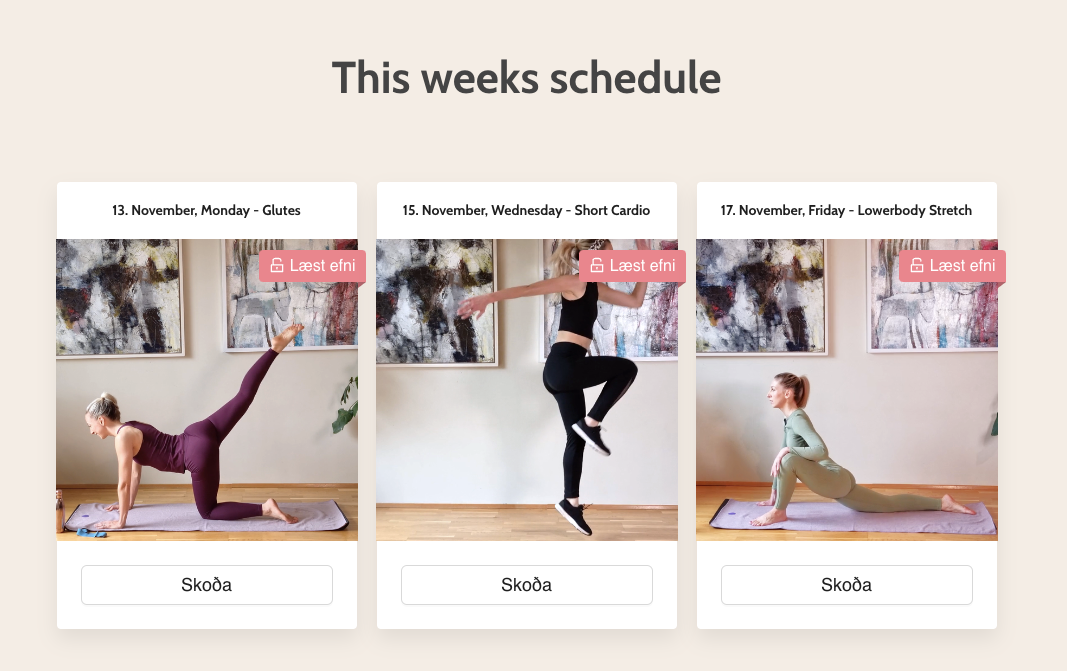 This weeks schedule
13. November, Monday - Glutes
15. November, Wednesday - Short Cardio
17. November, Friday - Lowerbody Stretch
Læst efni
Læst efni
Læst efni
Skoða
Skoða
Skoða